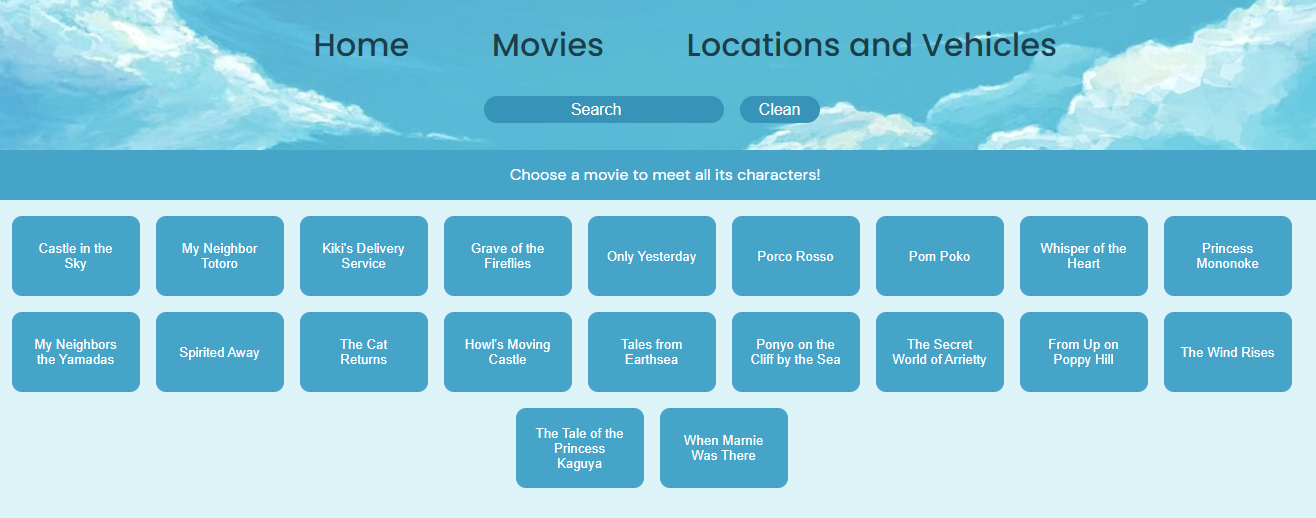 Home Movies Locations and Vehicles
Search Clean
Choose a movie to meet all its characters!
Castle in the
Sky
My Neighbor
Totoro
Kiki's Delivery
Service
Grave of the
Fireflies
Only Yesterday
Porco Rosso
Pom Poko
Whisper of the
Heart
Princess
Mononoke
My Neighbors
the Yamadas
Spirited Away
The Cat
Returns
Howl's Moving
Castle
Tales from
Earthsea
Ponyo on the
Cliff by the Sea
The Secret
World of Arrietty
From Up on
Poppy Hill
The Wind Rises
The Tale of the
Princess
Kaguya
When Marnie
Was There